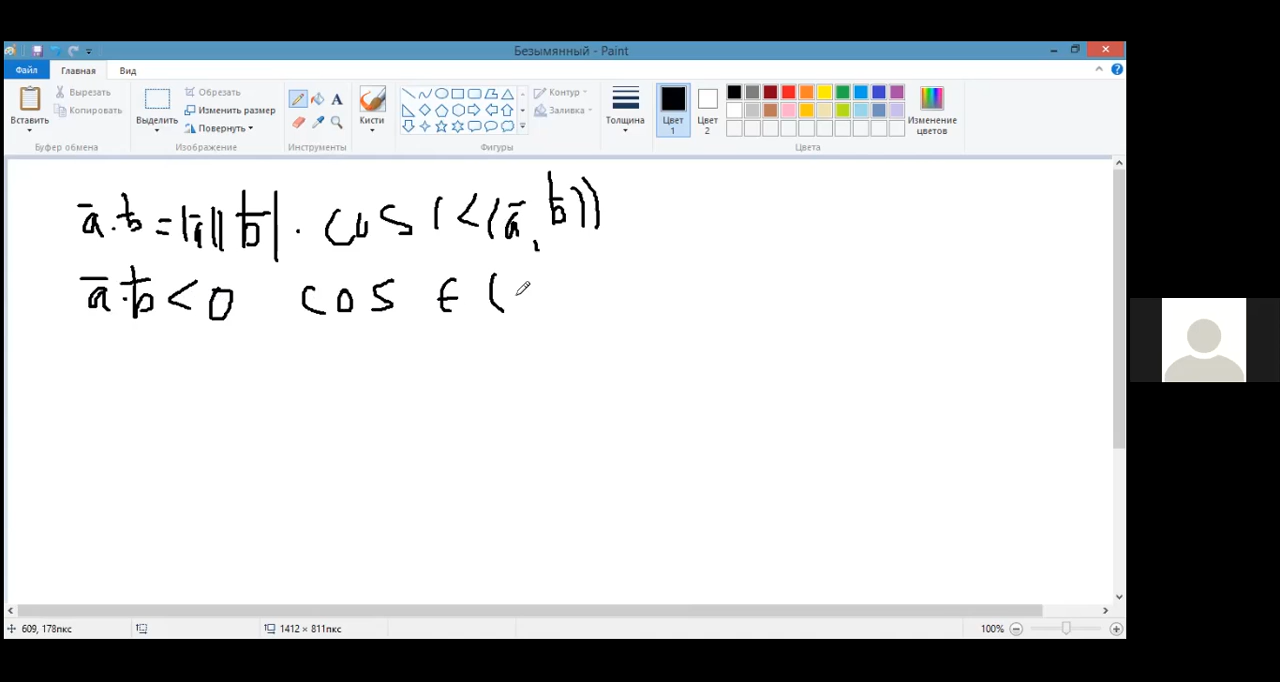 Безымянный - Paint
Файл Главная Вид
Вставить
Вырезать
Копировать
Буфер обмена
Выделить
Обрезать
Изменить размер
Повернуть
Изображение
A
Инструменты
Кисти
Контур
Заливка
Фигуры
Толщина
Цвет 1
Цвет 2
Изменение цветов
Цвета
a̅·b̅=|a̅||b̅|·cos(<(a̅,b̅))
a̅·b̅<0 cos ∈ (
609, 178пкс
1412 × 811пкс
100%